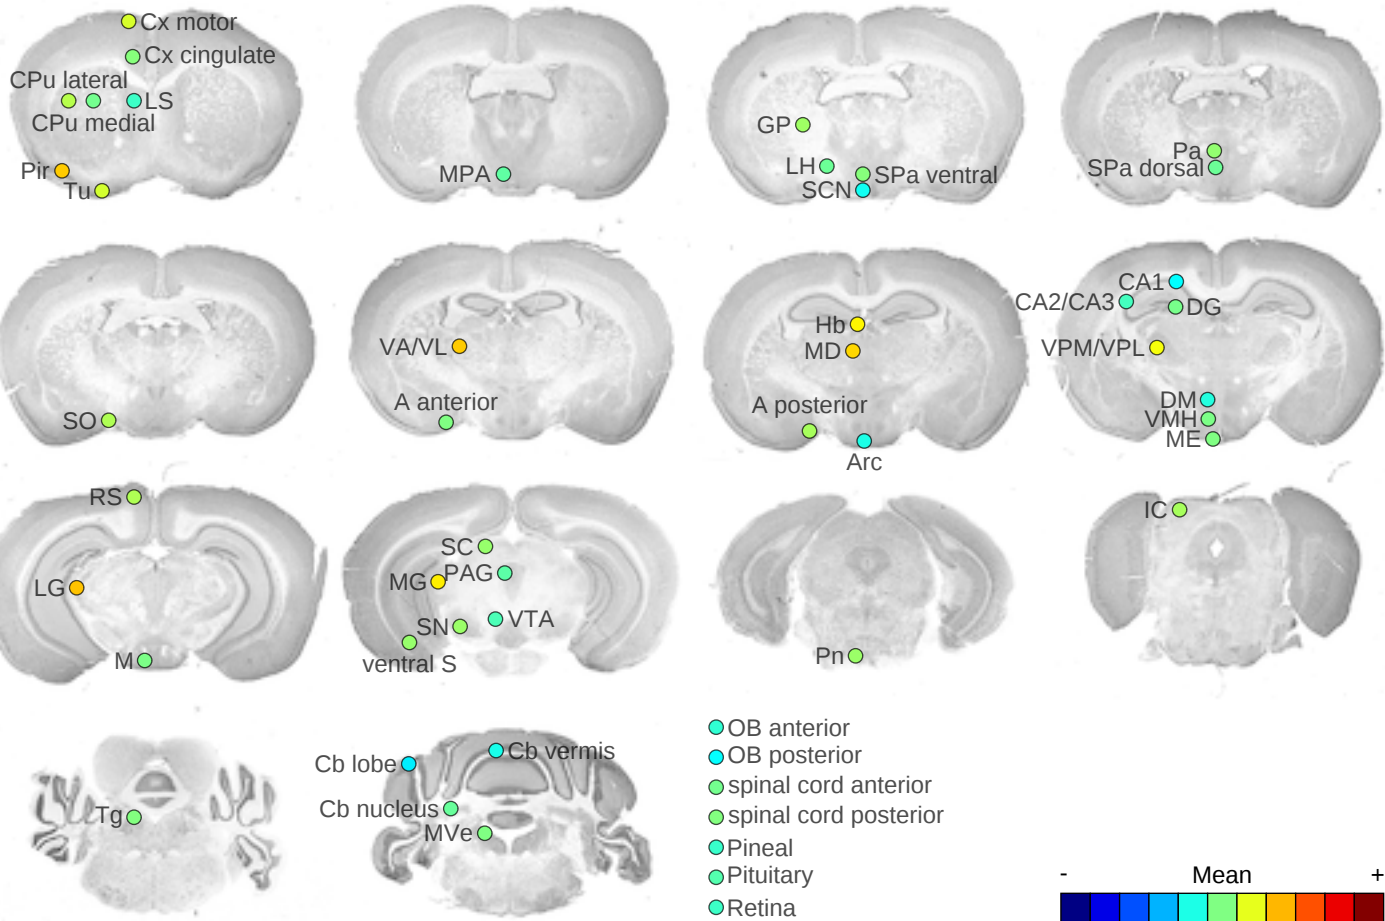 Cx motor
Cx cingulate
CPu lateral
LS
CPu medial
Pir
Tu
MPA
GP
LH
SPa ventral
SCN
Pa
SPa dorsal
SO
VA/VL
A anterior
Hb
MD
A posterior
Arc
CA1
CA2/CA3
DG
VPM/VPL
DM
VMH
ME
RS
LG
M
SC
MG
PAG
SN
VTA
ventral S
Pn
IC
Tg
Cb lobe
Cb vermis
Cb nucleus
MVe
OB anterior
OB posterior
spinal cord anterior
spinal cord posterior
Pineal
Pituitary
Retina
- Mean +